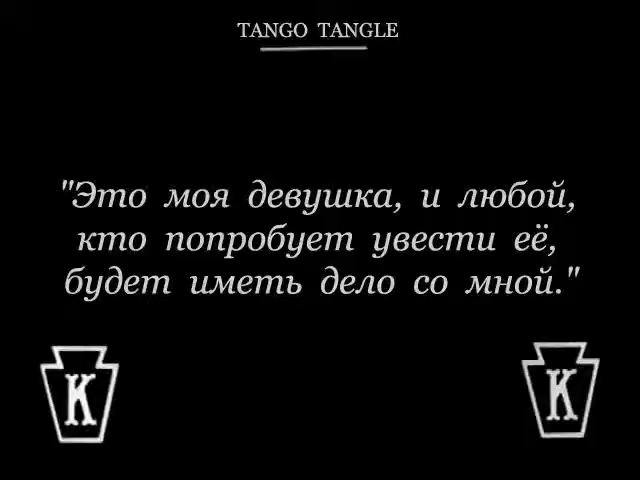 TANGO TANGLE
"Это моя девушка, и любой,
кто попробует увести её,
будет иметь дело со мной."
K K